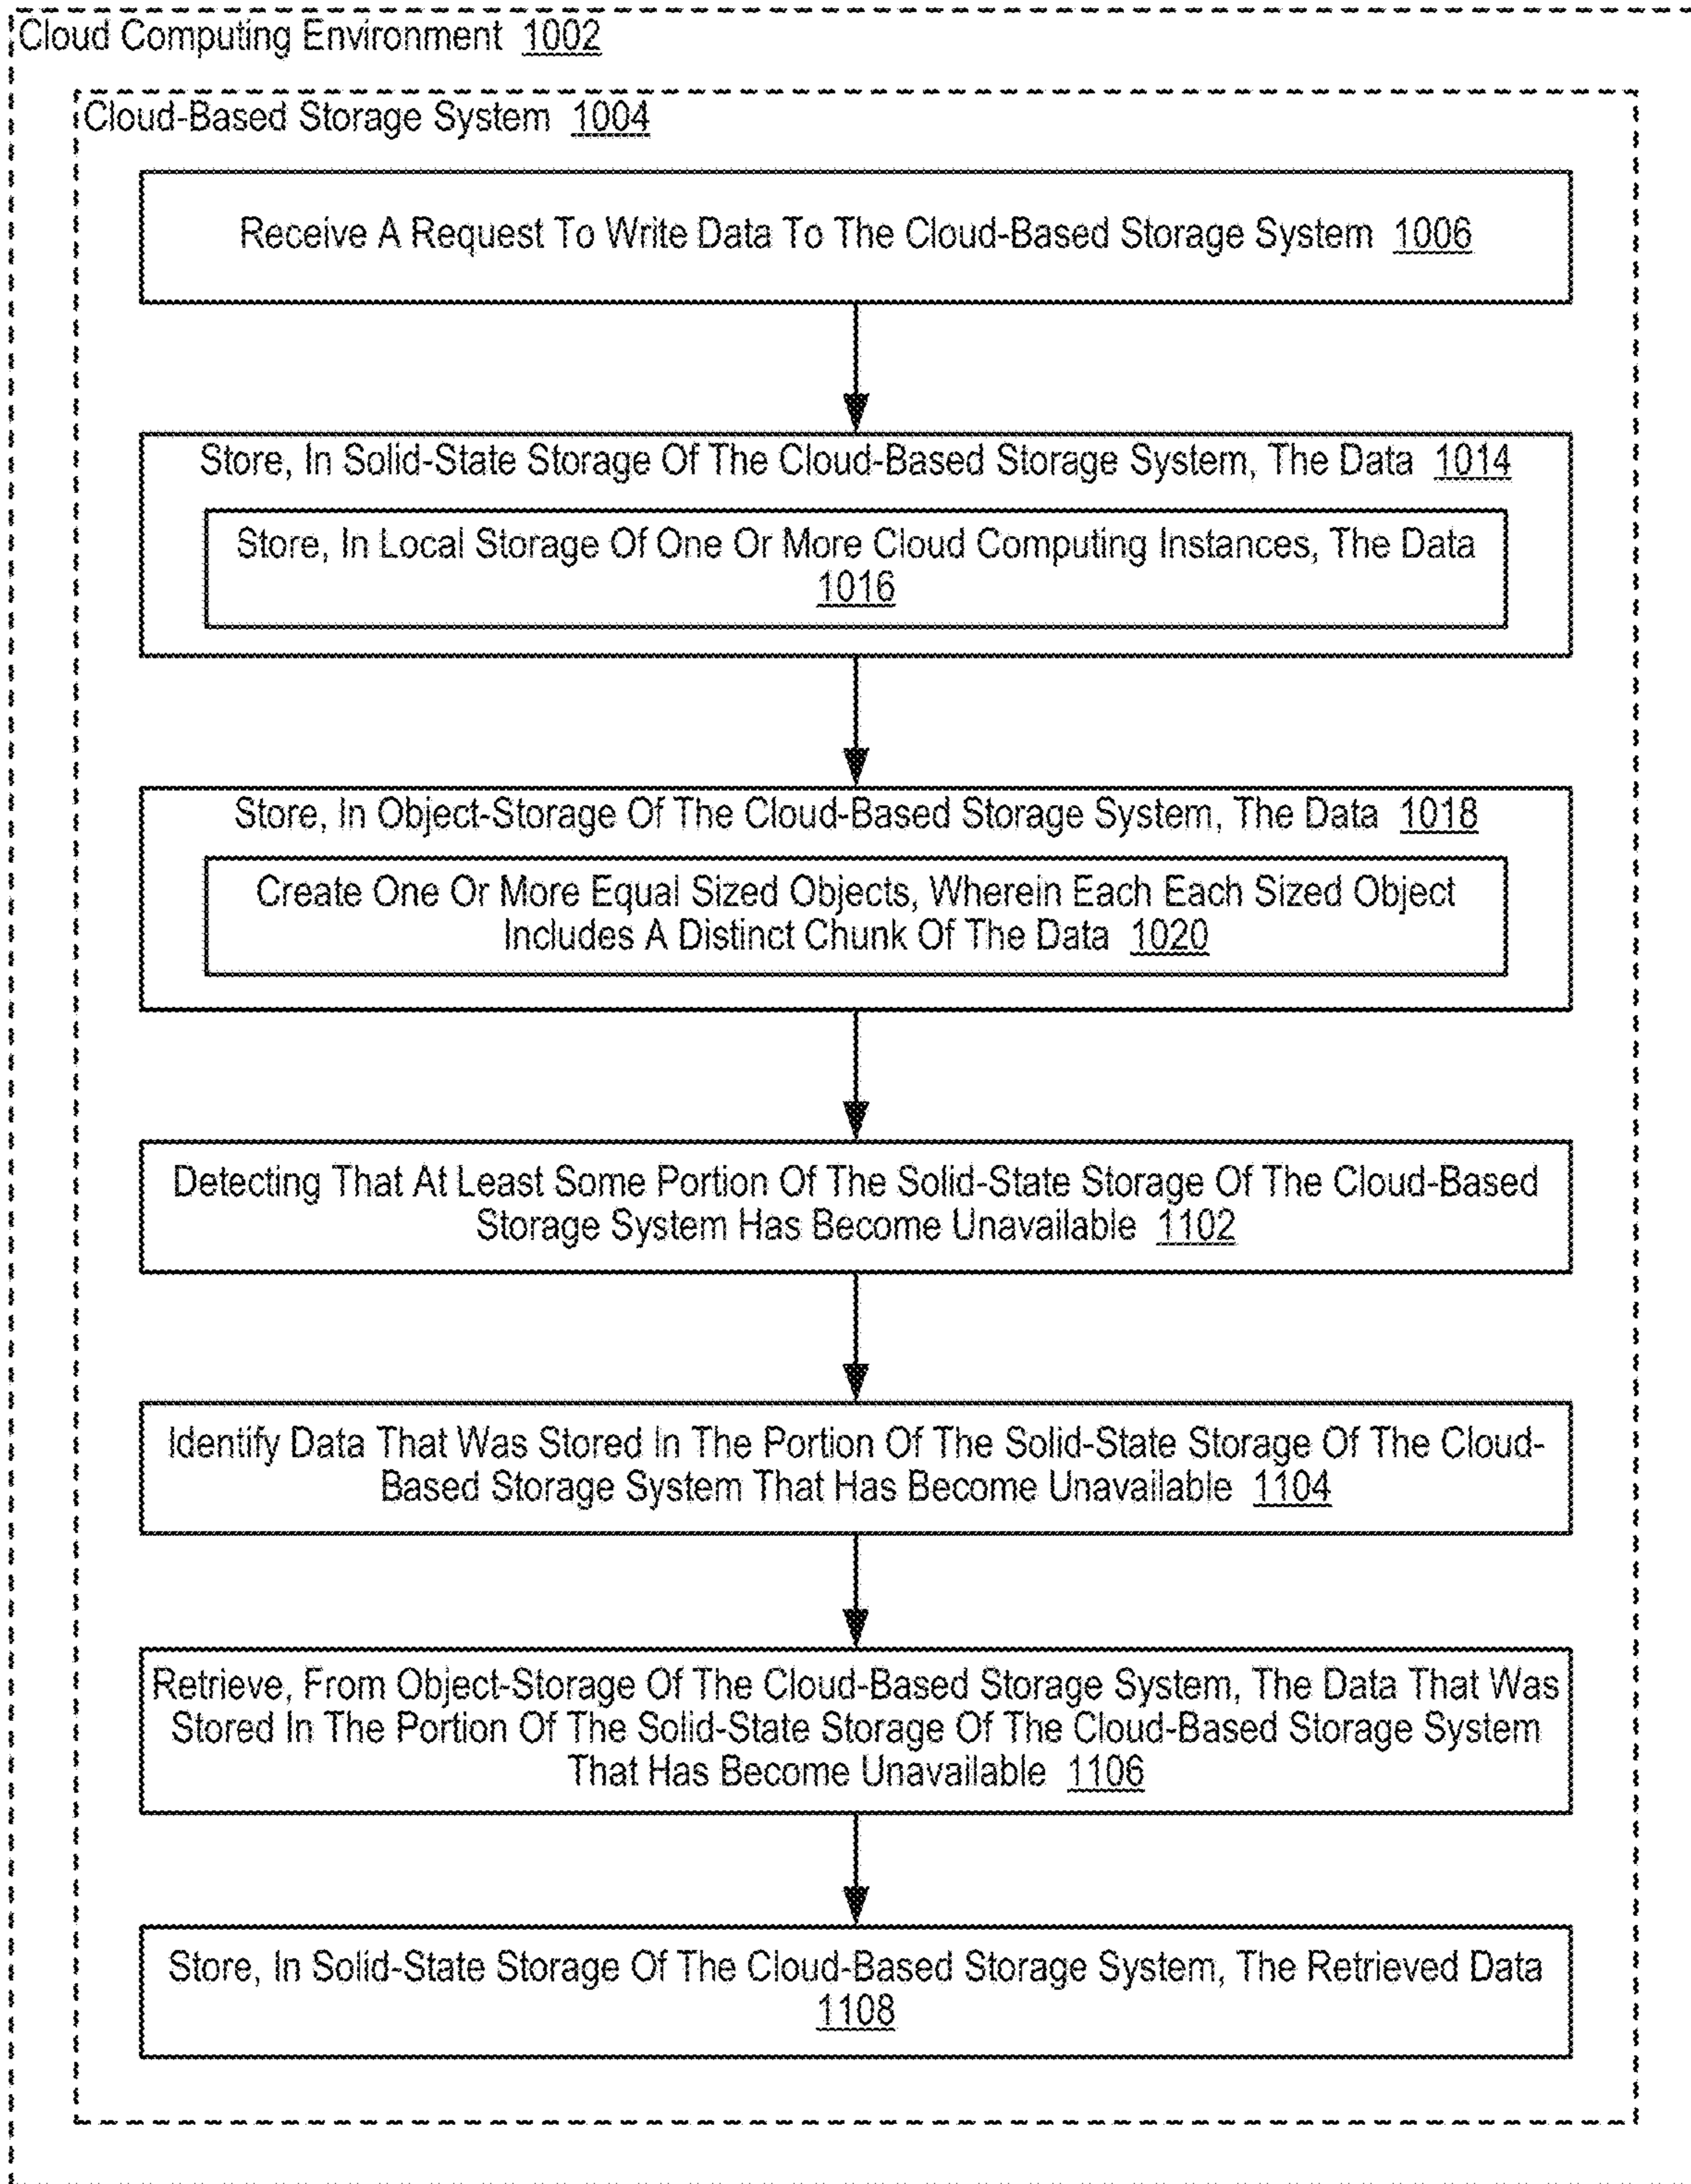 Cloud Computing Environment 1002
Cloud-Based Storage System 1004
Receive A Request To Write Data To The Cloud-Based Storage System 1006
Store, In Solid-State Storage Of The Cloud-Based Storage System, The Data 1014
Store, In Local Storage Of One Or More Cloud Computing Instances, The Data
1016
Store, In Object-Storage Of The Cloud-Based Storage System, The Data 1018
Create One Or More Equal Sized Objects, Wherein Each Each Sized Object
Includes A Distinct Chunk Of The Data 1020
Detecting That At Least Some Portion Of The Solid-State Storage Of The Cloud-Based
Storage System Has Become Unavailable 1102
Identify Data That Was Stored In The Portion Of The Solid-State Storage Of The Cloud-
Based Storage System That Has Become Unavailable 1104
Retrieve, From Object-Storage Of The Cloud-Based Storage System, The Data That Was
Stored In The Portion Of The Solid-State Storage Of The Cloud-Based Storage System
That Has Become Unavailable 1106
Store, In Solid-State Storage Of The Cloud-Based Storage System, The Retrieved Data
1108